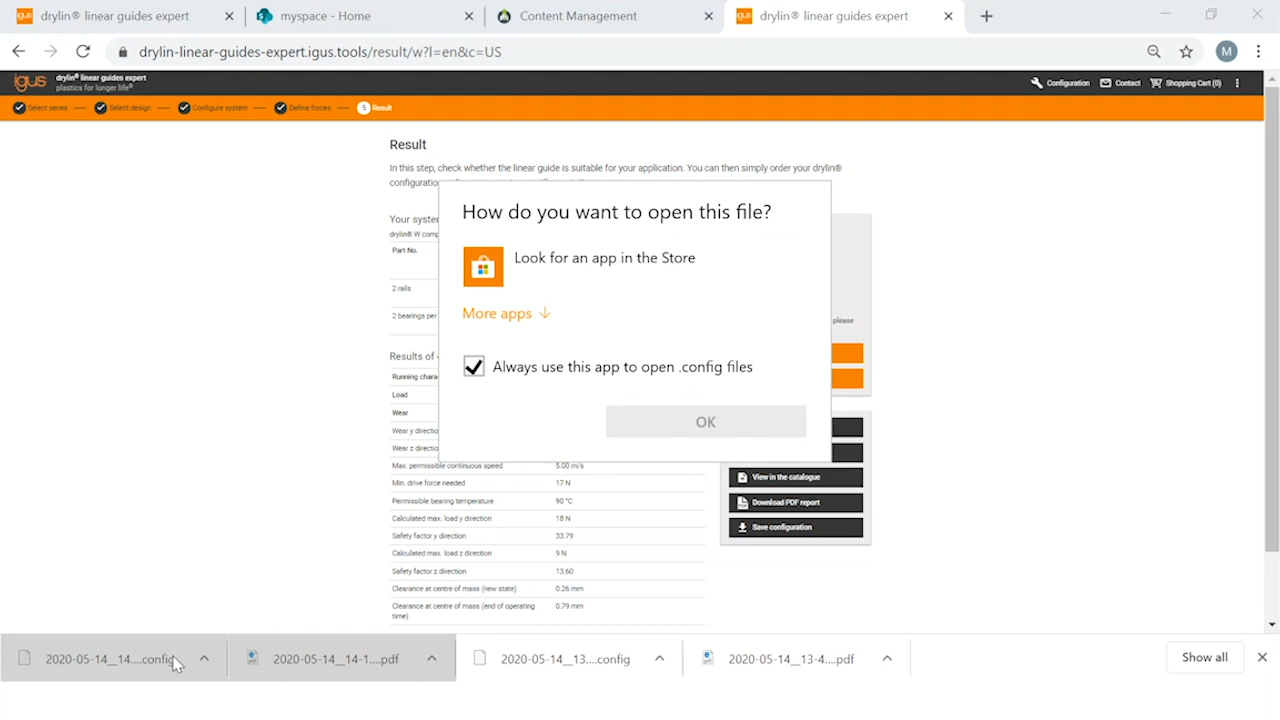 drylin® linear guides expert
myspace - Home
Content Management
drylin® linear guides expert
drylin-linear-guides-expert.igus.tools/result/w?l=en&c=US
M
igus
drylin® linear guides expert
plastics for longer life®
Configuration
Contact
Shopping Cart (0)
Select series
Select design
Configure system
Define forces
5 Result
Result
In this step, check whether the linear guide is suitable for your application. You can then simply order your drylin®
configuration
How do you want to open this file?
Look for an app in the Store
More apps
Always use this app to open .config files
OK
Your syste
drylin® W comp
Part No.
2 rails
2 bearings per
please
Results of
Running chara
Load
Wear
Wear y directio
Wear z directio
Max. permissible continuous speed 5.00 m/s
Min. drive force needed 17 N
Permissible bearing temperature 90 °C
Calculated max. load y direction 18 N
Safety factor y direction 33.79
Calculated max. load z direction 9 N
Safety factor z direction 13.60
Clearance at centre of mass (new state) 0.26 mm
Clearance at centre of mass (end of operating 0.79 mm
time)
View in the catalogue
Download PDF report
Save configuration
2020-05-14__14....config
2020-05-14__14-1....pdf
2020-05-14__13....config
2020-05-14__13-4....pdf
Show all